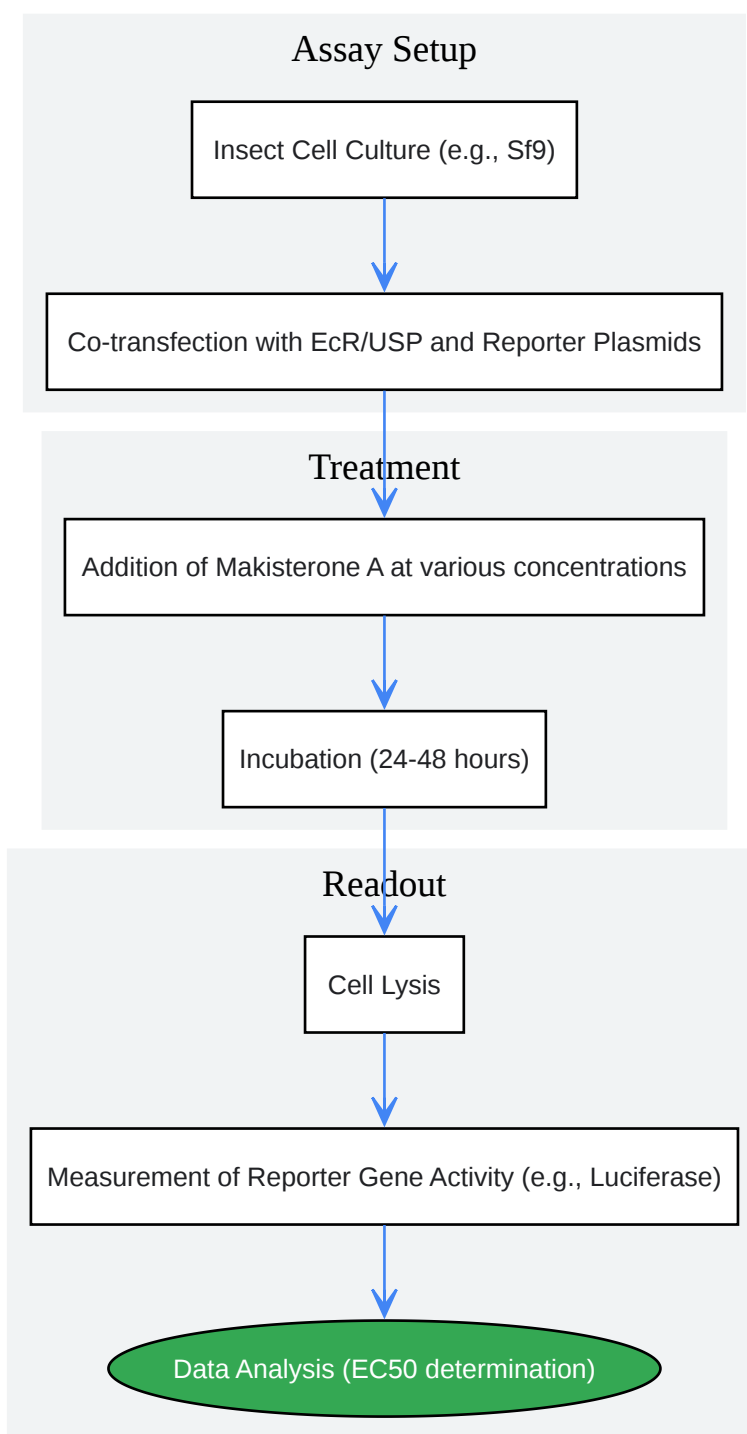 Assay Setup
Insect Cell Culture (e.g., Sf9)
Co-transfection with EcR/USP and Reporter Plasmids
Treatment
Addition of Makisterone A at various concentrations
Incubation (24-48 hours)
Readout
Cell Lysis
Measurement of Reporter Gene Activity (e.g., Luciferase)
Data Analysis (EC50 determination)